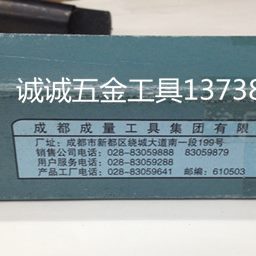 诚诚五金工具13738
成都成量工具集团有限
厂址：成都市新都区绕城大道南一段199号
销售公司电话：028-83059888 83059879
用户服务电话：028-83059288
产品工厂电话：028-83059641 邮编：610503